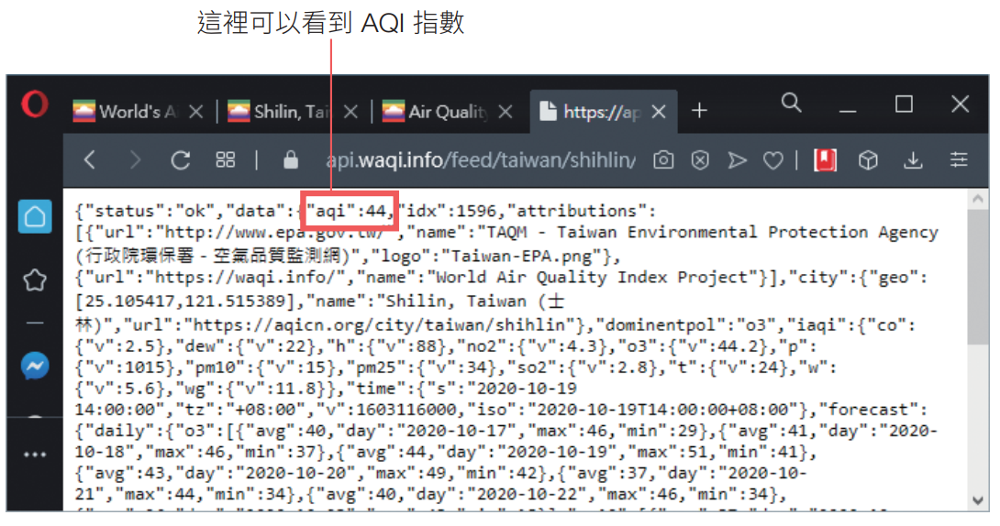 這裡可以看到 AQI 指數
World's A
Shilin, Tai
Air Quality
https://ap
api.waqi.info/feed/taiwan/shihlin/
{"status":"ok","data":{"aqi":44,"idx":1596,"attributions":
[{"url":"http://www.epa.gov.tw/","name":"TAQM - Taiwan Environmental Protection Agency
(行政院環保署 - 空氣品質監測網)","logo":"Taiwan-EPA.png"},
{"url":"https://waqi.info/","name":"World Air Quality Index Project"}],"city":{"geo":
[25.105417,121.515389],"name":"Shilin, Taiwan (士
林)","url":"https://aqicn.org/city/taiwan/shihlin"},"dominentpol":"o3","iaqi":{"co":
{"v":2.5},"dew":{"v":22},"h":{"v":88},"no2":{"v":4.3},"o3":{"v":44.2},"p":
{"v":1015},"pm10":{"v":15},"pm25":{"v":34},"so2":{"v":2.8},"t":{"v":24},"w":
{"v":5.6},"wg":{"v":11.8}},"time":{"s":"2020-10-19
14:00:00","tz":"+08:00","v":1603116000,"iso":"2020-10-19T14:00:00+08:00"},"forecast":
{"daily":{"o3":[{"avg":40,"day":"2020-10-17","max":46,"min":29},{"avg":41,"day":"2020-
10-18","max":46,"min":37},{"avg":44,"day":"2020-10-19","max":51,"min":41},
{"avg":43,"day":"2020-10-20","max":49,"min":42},{"avg":37,"day":"2020-10-
21","max":44,"min":34},{"avg":40,"day":"2020-10-22","max":46,"min":34},